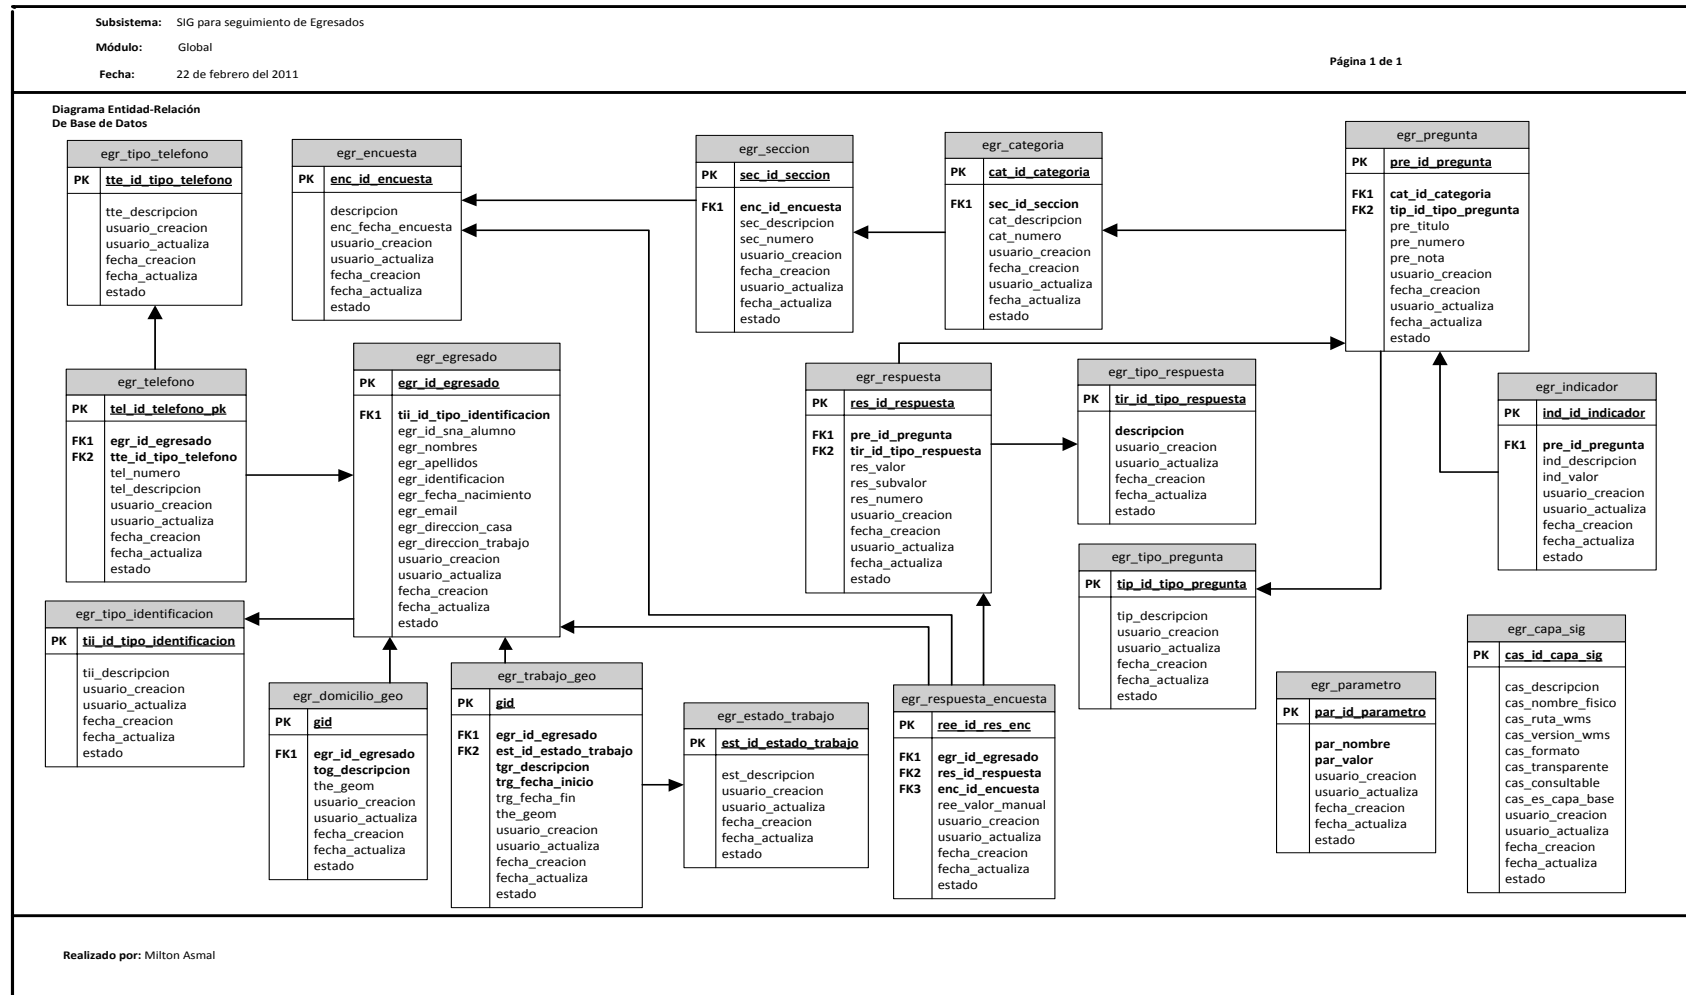 Subsistema: SIG para seguimiento de Egresados
Módulo: Global
Fecha: 22 de febrero del 2011
Página 1 de 1
Diagrama Entidad-Relación
De Base de Datos
egr_tipo_telefono
PK tte_id_tipo_telefono
tte_descripcion
usuario_creacion
usuario_actualiza
fecha_creacion
fecha_actualiza
estado
egr_encuesta
PK enc_id_encuesta
descripcion
enc_fecha_encuesta
usuario_creacion
usuario_actualiza
fecha_creacion
fecha_actualiza
estado
egr_seccion
PK sec_id_seccion
FK1 enc_id_encuesta
sec_descripcion
sec_numero
usuario_creacion
fecha_creacion
usuario_actualiza
fecha_actualiza
estado
egr_categoria
PK cat_id_categoria
FK1 sec_id_seccion
cat_descripcion
cat_numero
usuario_creacion
fecha_creacion
usuario_actualiza
fecha_actualiza
estado
egr_pregunta
PK pre_id_pregunta
FK1 cat_id_categoria
FK2 tip_id_tipo_pregunta
pre_titulo
pre_numero
pre_nota
usuario_creacion
fecha_creacion
usuario_actualiza
fecha_actualiza
estado
egr_telefono
PK tel_id_telefono_pk
FK1 egr_id_egresado
FK2 tte_id_tipo_telefono
tel_numero
tel_descripcion
usuario_creacion
usuario_actualiza
fecha_creacion
fecha_actualiza
estado
egr_egresado
PK egr_id_egresado
FK1 tii_id_tipo_identificacion
egr_id_sna_alumno
egr_nombres
egr_apellidos
egr_identificacion
egr_fecha_nacimiento
egr_email
egr_direccion_casa
egr_direccion_trabajo
usuario_creacion
usuario_actualiza
fecha_creacion
fecha_actualiza
estado
egr_respuesta
PK res_id_respuesta
FK1 pre_id_pregunta
FK2 tir_id_tipo_respuesta
res_valor
res_subvalor
res_numero
usuario_creacion
fecha_creacion
usuario_actualiza
fecha_actualiza
estado
egr_tipo_respuesta
PK tir_id_tipo_respuesta
descripcion
usuario_creacion
usuario_actualiza
fecha_creacion
fecha_actualiza
estado
egr_indicador
PK ind_id_indicador
FK1 pre_id_pregunta
ind_descripcion
ind_valor
usuario_creacion
usuario_actualiza
fecha_creacion
fecha_actualiza
estado
egr_tipo_identificacion
PK tii_id_tipo_identificacion
tii_descripcion
usuario_creacion
usuario_actualiza
fecha_creacion
fecha_actualiza
estado
egr_domicilio_geo
PK gid
FK1 egr_id_egresado
tog_descripcion
the_geom
usuario_creacion
usuario_actualiza
fecha_creacion
fecha_actualiza
estado
egr_trabajo_geo
PK gid
FK1 egr_id_egresado
FK2 est_id_estado_trabajo
tgr_descripcion
trg_fecha_inicio
trg_fecha_fin
the_geom
usuario_creacion
usuario_actualiza
fecha_creacion
fecha_actualiza
estado
egr_estado_trabajo
PK est_id_estado_trabajo
est_descripcion
usuario_creacion
usuario_actualiza
fecha_creacion
fecha_actualiza
estado
egr_respuesta_encuesta
PK ree_id_res_enc
FK1 egr_id_egresado
FK2 res_id_respuesta
FK3 enc_id_encuesta
ree_valor_manual
usuario_creacion
usuario_actualiza
fecha_creacion
fecha_actualiza
estado
egr_tipo_pregunta
PK tip_id_tipo_pregunta
tip_descripcion
usuario_creacion
usuario_actualiza
fecha_creacion
fecha_actualiza
estado
egr_parametro
PK par_id_parametro
par_nombre
par_valor
usuario_creacion
usuario_actualiza
fecha_creacion
fecha_actualiza
estado
egr_capa_sig
PK cas_id_capa_sig
cas_descripcion
cas_nombre_fisico
cas_ruta_wms
cas_version_wms
cas_formato
cas_transparente
cas_consultable
cas_es_capa_base
usuario_creacion
usuario_actualiza
fecha_creacion
fecha_actualiza
estado
Realizado por: Milton Asmal